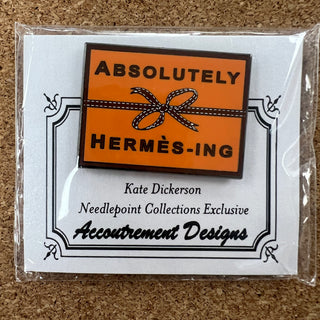 ABSOLUTELY
HERMÈS-ING
Kate Dickerson
Needlepoint Collections Exclusive
Accoutrement Designs